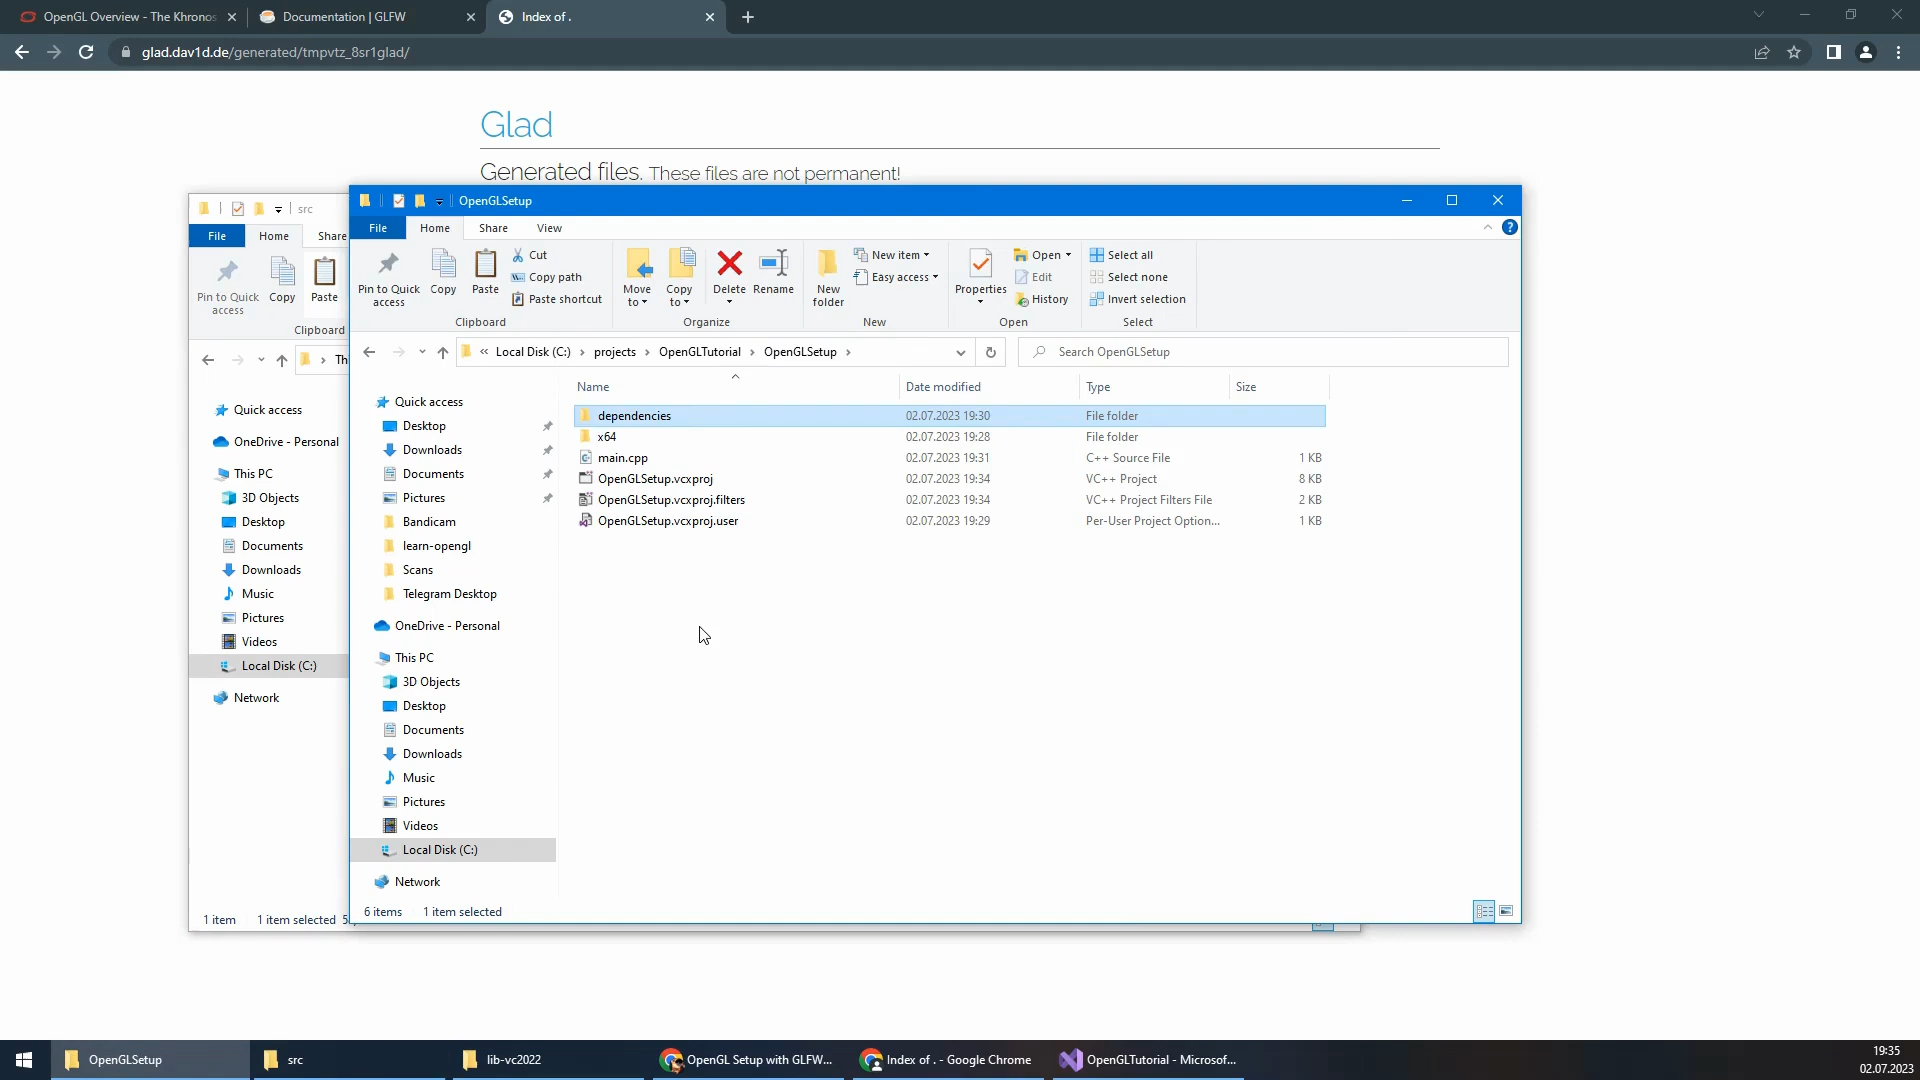 OpenGL Overview - The Khronos
Documentation | GLFW
Index of .
glad.dav1d.de/generated/tmpvtz_8sr1glad/
Glad
Generated files. These files are not permanent!
src
File
Home
Share
Pin to Quick access
Copy
Paste
Clipboard
Th
Quick access
OneDrive - Personal
This PC
3D Objects
Desktop
Documents
Downloads
Music
Pictures
Videos
Local Disk (C:)
Network
1 item
1 item selected
OpenGLSetup
File
Home
Share
View
Pin to Quick access
Copy
Paste
Cut
Copy path
Paste shortcut
Clipboard
Move to
Copy to
Delete
Rename
Organize
New folder
New item
Easy access
New
Properties
Open
Edit
History
Open
Select all
Select none
Invert selection
Select
« Local Disk (C:) › projects › OpenGLTutorial › OpenGLSetup ›
Search OpenGLSetup
Quick access
Desktop
Downloads
Documents
Pictures
Bandicam
learn-opengl
Scans
Telegram Desktop
OneDrive - Personal
This PC
3D Objects
Desktop
Documents
Downloads
Music
Pictures
Videos
Local Disk (C:)
Network
Name Date modified Type Size
dependencies 02.07.2023 19:30 File folder
x64 02.07.2023 19:28 File folder
main.cpp 02.07.2023 19:31 C++ Source File 1 KB
OpenGLSetup.vcxproj 02.07.2023 19:34 VC++ Project 8 KB
OpenGLSetup.vcxproj.filters 02.07.2023 19:34 VC++ Project Filters File 2 KB
OpenGLSetup.vcxproj.user 02.07.2023 19:29 Per-User Project Option... 1 KB
6 items
1 item selected
OpenGLSetup
src
lib-vc2022
OpenGL Setup with GLFW...
Index of . - Google Chrome
OpenGLTutorial - Microsof...
19:35
02.07.2023